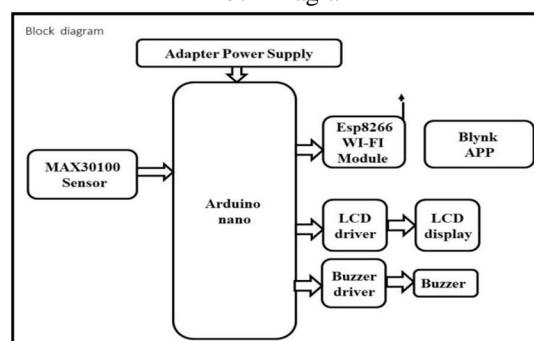 Block diagram
Adapter Power Supply
MAX30100
Sensor
Arduino
nano
Esp8266
WI-FI
Module
Blynk
APP
LCD
driver
LCD
display
Buzzer
driver
Buzzer